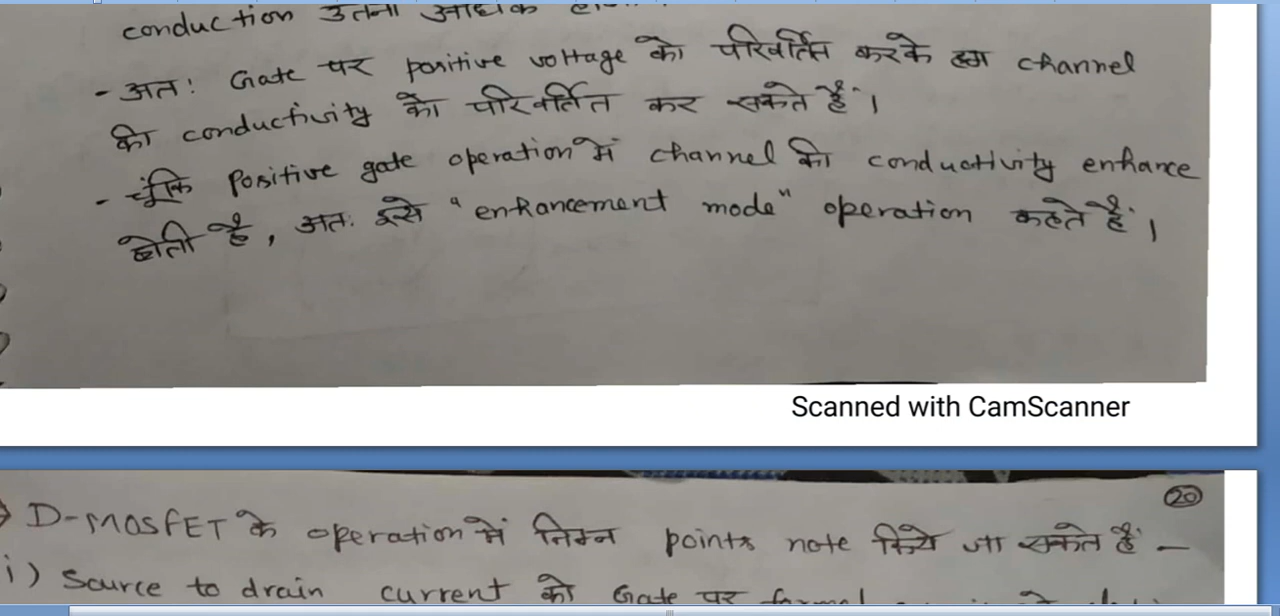 conduction उतना अधिक
- अतः Gate पर positive voltage को परिवर्तित करके हम channel
की conductivity को परिवर्तित कर सकते हैं।
- चूंकि positive gate operation में channel की conductivity enhance
होती है, अतः इसे "enhancement mode" operation कहते हैं।
Scanned with CamScanner
20
D-MOSFET के operation में निम्न points note किये जा सकते हैं -
i) Source to drain current को Gate पर